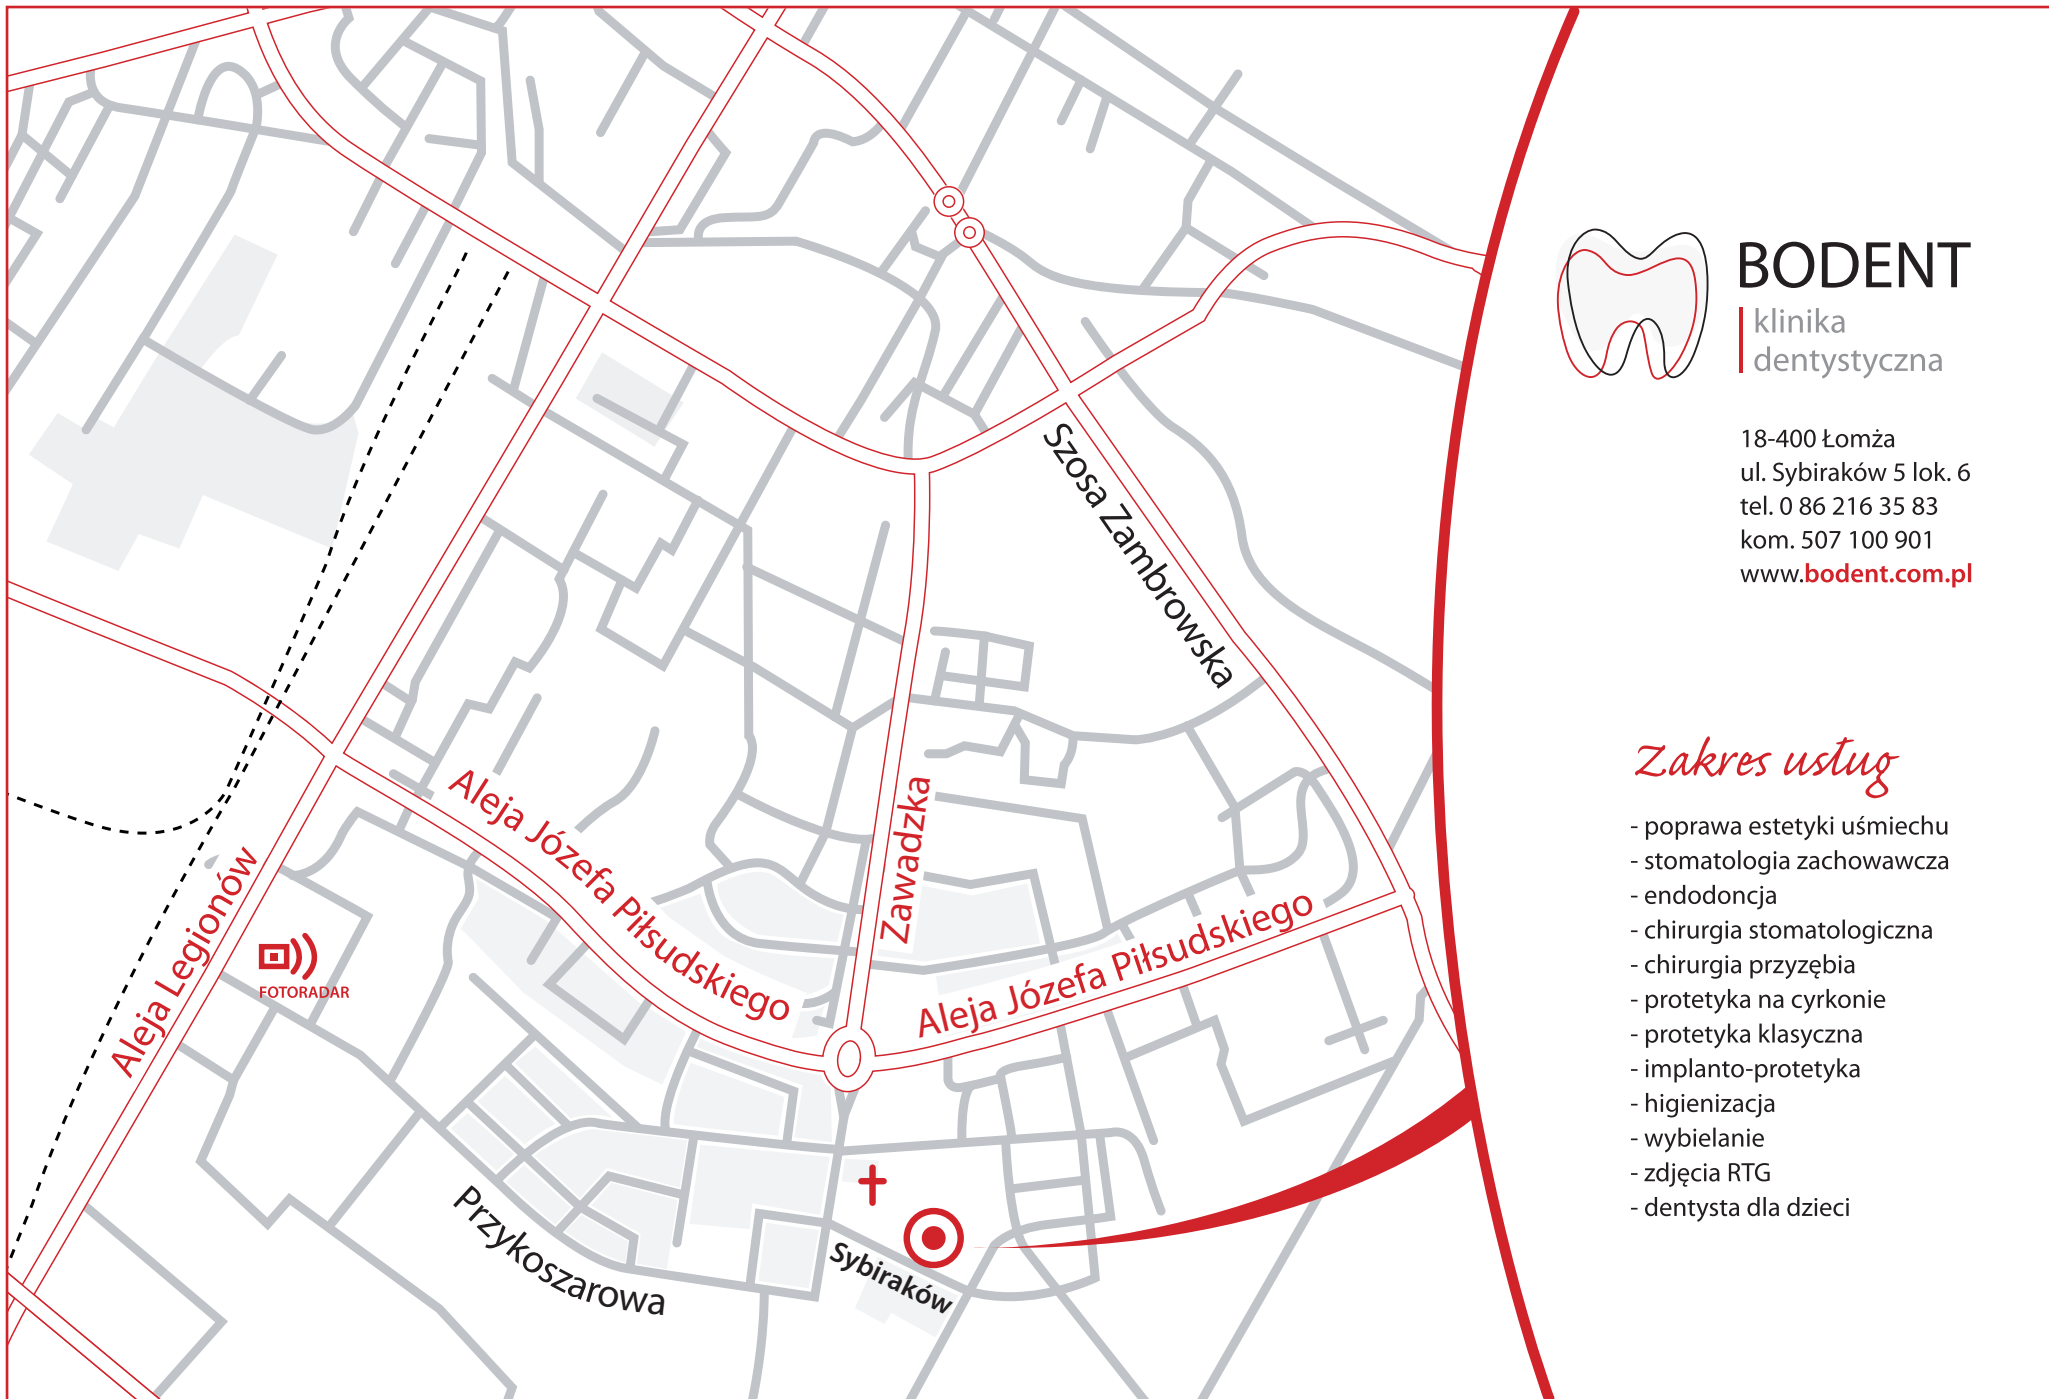 BODENT
klinika
dentystyczna
18-400 Łomża
ul. Sybiraków 5 lok. 6
tel. 0 86 216 35 83
kom. 507 100 901
www.bodent.com.pl
Zakres usług
- poprawa estetyki uśmiechu
- stomatologia zachowawcza
- endodoncja
- chirurgia stomatologiczna
- chirurgia przyzębia
- protetyka na cyrkonie
- protetyka klasyczna
- implanto-protetyka
- higienizacja
- wybielanie
- zdjęcia RTG
- dentysta dla dzieci
Szosa Zambrowska
Aleja Józefa Piłsudskiego
Zawadzka
Aleja Legionów
FOTORADAR
Aleja Józefa Piłsudskiego
Przykoszarowa
Sybiraków